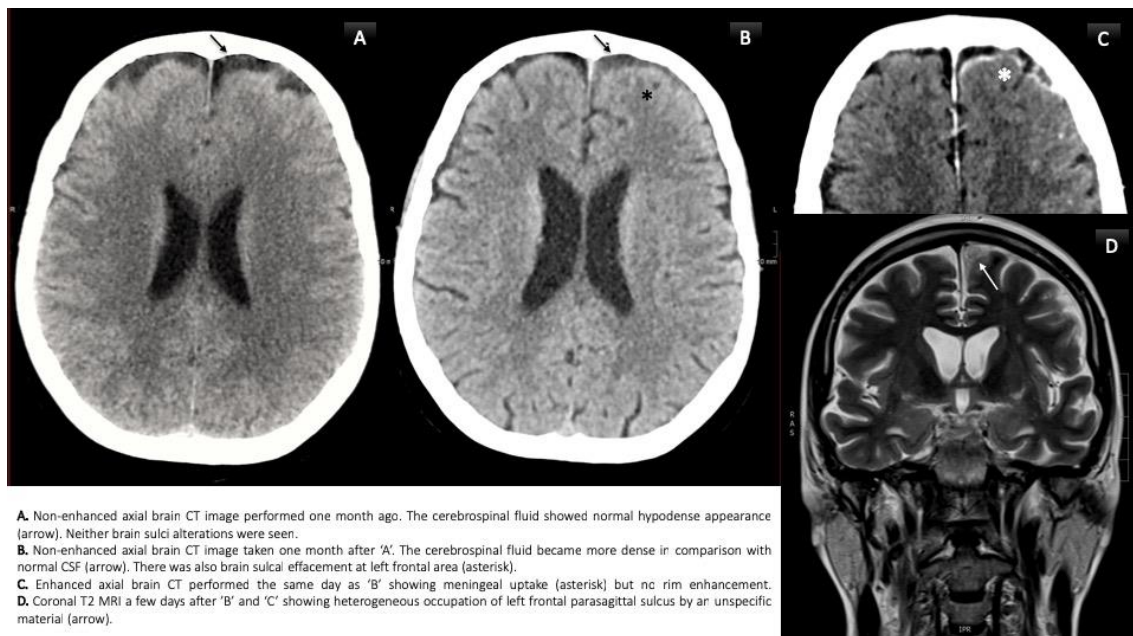 A
B
C
R
R
L
10 mm
D
R
A
S
IPR
A. Non-enhanced axial brain CT image performed one month ago. The cerebrospinal fluid showed normal hypodense appearance
(arrow). Neither brain sulci alterations were seen.
B. Non-enhanced axial brain CT image taken one month after ‘A’. The cerebrospinal fluid became more dense in comparison with
normal CSF (arrow). There was also brain sulcal effacement at left frontal area (asterisk).
C. Enhanced axial brain CT performed the same day as ‘B’ showing meningeal uptake (asterisk) but no rim enhancement.
D. Coronal T2 MRI a few days after ‘B’ and ‘C’ showing heterogeneous occupation of left frontal parasagittal sulcus by an unspecific
material (arrow).